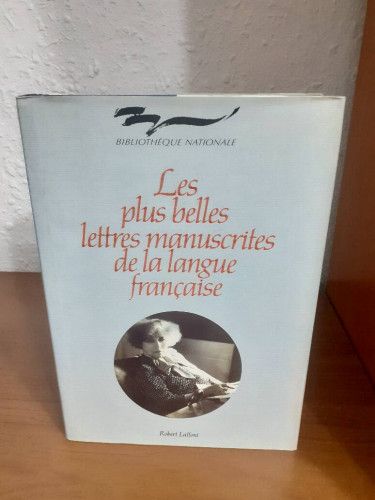 BIBLIOTHÈQUE NATIONALE
Les
plus belles
lettres manuscrites
de la langue
française
Robert Laffont